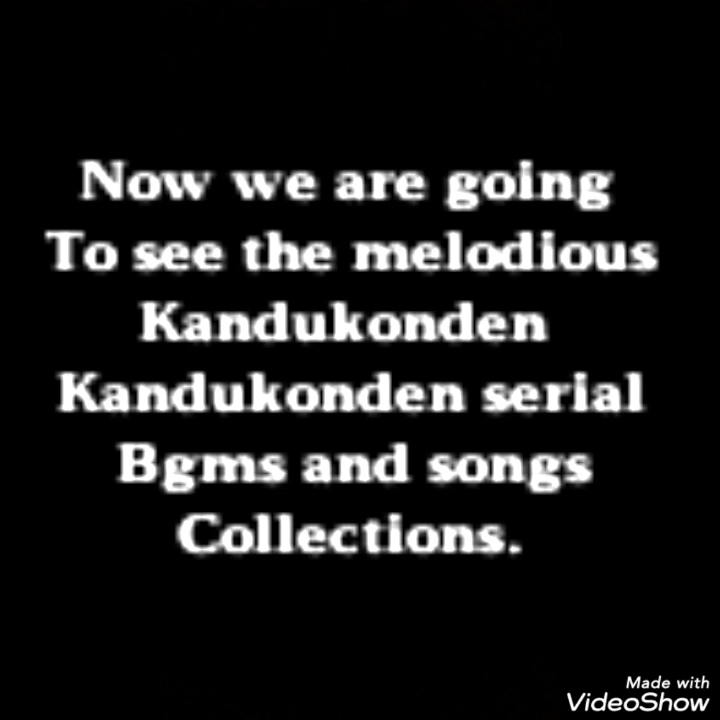 Now we are going
To see the melodious
Kandukonden
Kandukonden serial
Bgms and songs
Collections.
Made with
VideoShow